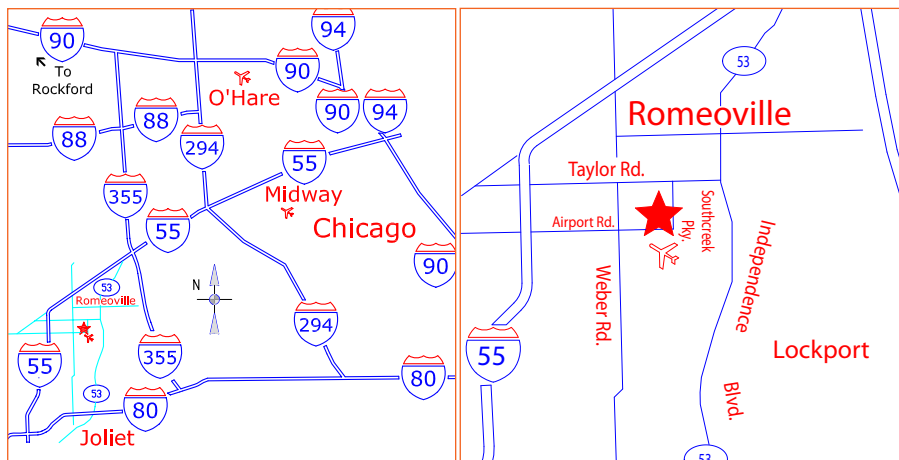 94
90
To
Rockford
90
O'Hare
90
94
88
88
294
55
355
Midway
55
Chicago
90
N
53
Romeoville
294
55
355
53
80
80
Joliet
53
Romeoville
Taylor Rd.
Airport Rd.
Southcreek
Pky.
Independence
Blvd.
Weber Rd.
55
Lockport
53